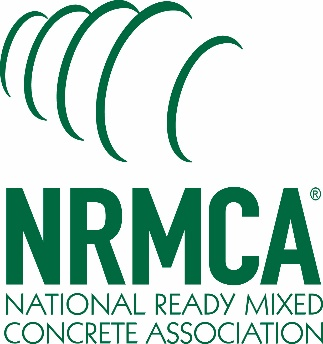 NRMCA®
NATIONAL READY MIXED
CONCRETE ASSOCIATION